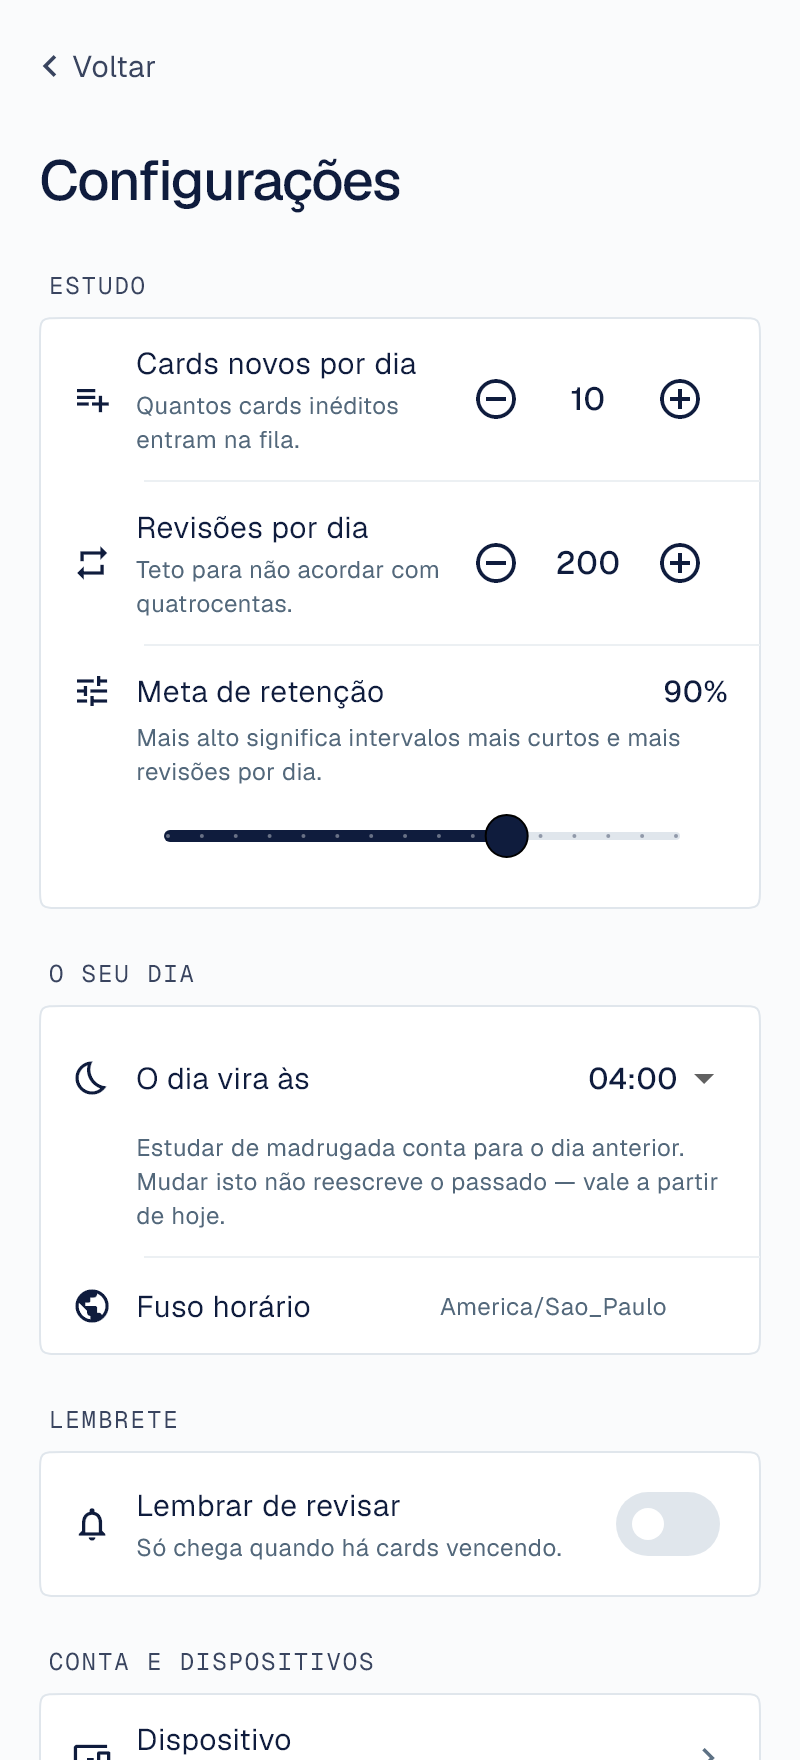 Voltar
Configurações
ESTUDO
Cards novos por dia
Quantos cards inéditos
entram na fila.
10
Revisões por dia
Teto para não acordar com
quatrocentas.
200
Meta de retenção
90%
Mais alto significa intervalos mais curtos e mais
revisões por dia.
O SEU DIA
O dia vira às
04:00
Estudar de madrugada conta para o dia anterior.
Mudar isto não reescreve o passado — vale a partir
de hoje.
Fuso horário
America/Sao_Paulo
LEMBRETE
Lembrar de revisar
Só chega quando há cards vencendo.
CONTA E DISPOSITIVOS
Dispositivo